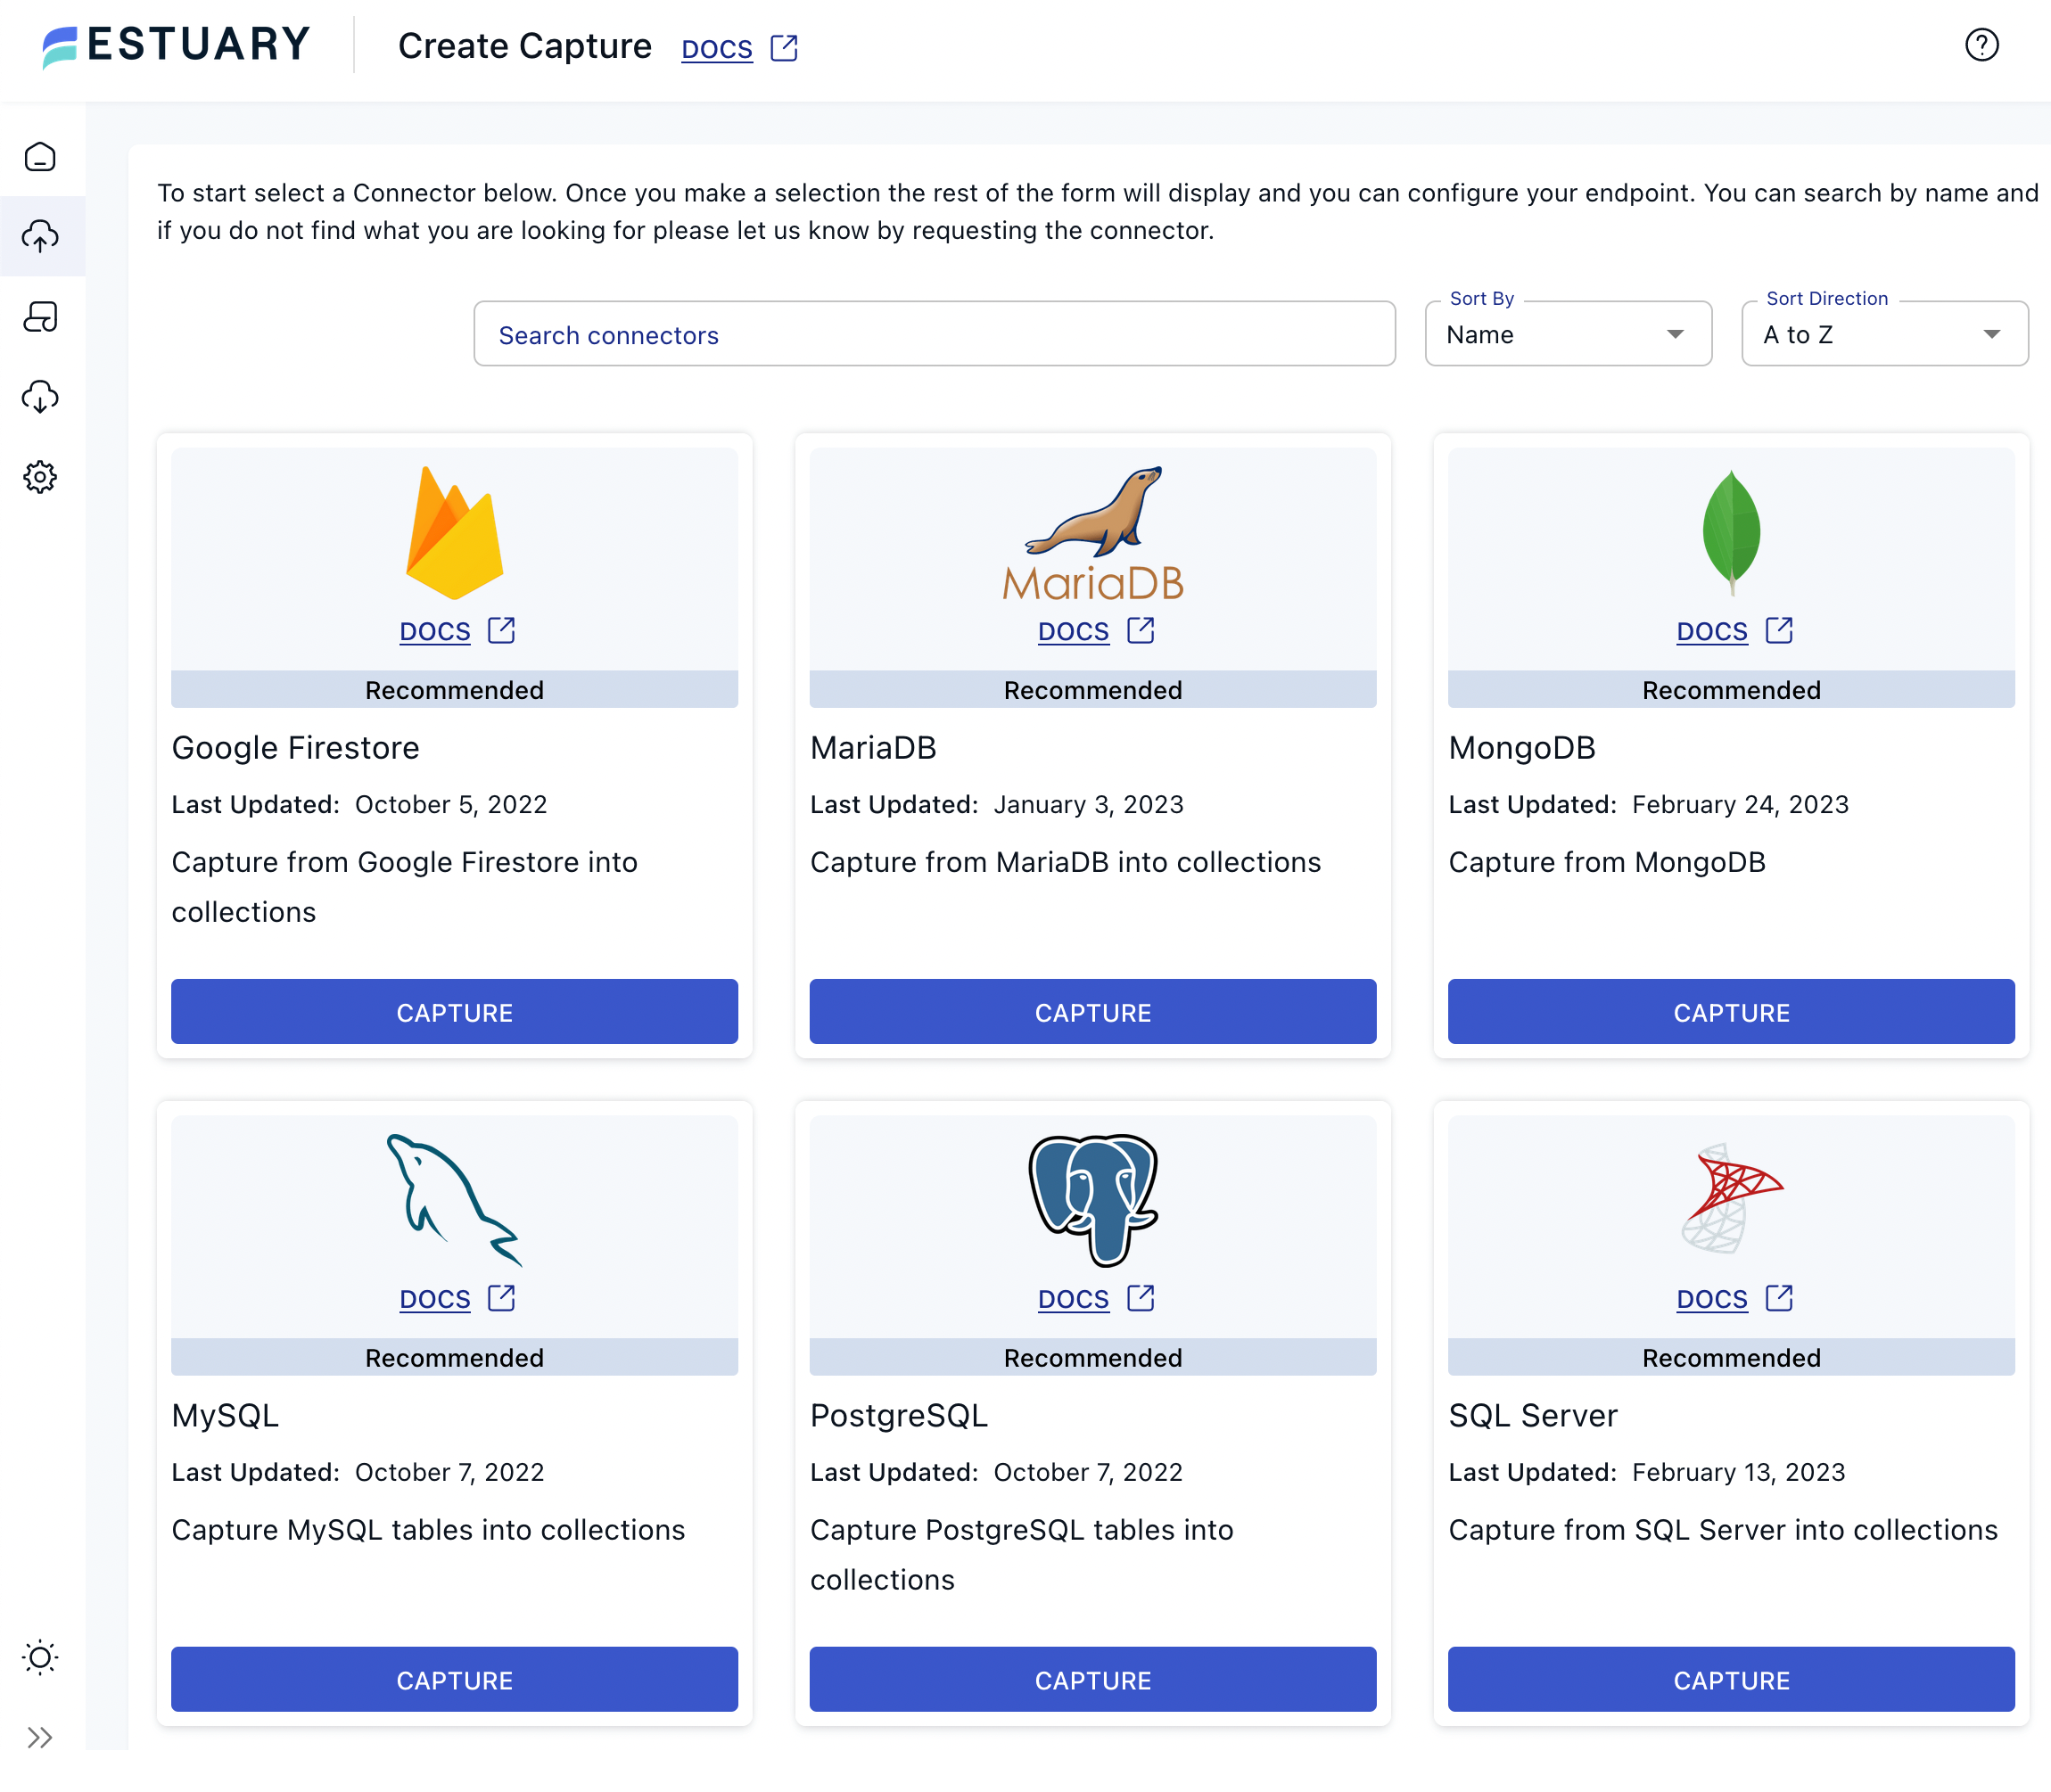 ESTUARY
Create Capture DOCS
To start select a Connector below. Once you make a selection the rest of the form will display and you can configure your endpoint. You can search by name and
if you do not find what you are looking for please let us know by requesting the connector.
Search connectors
Sort By
Name
Sort Direction
A to Z
DOCS
Recommended
Google Firestore
Last Updated: October 5, 2022
Capture from Google Firestore into
collections
CAPTURE
MariaDB
DOCS
Recommended
MariaDB
Last Updated: January 3, 2023
Capture from MariaDB into collections
CAPTURE
DOCS
Recommended
MongoDB
Last Updated: February 24, 2023
Capture from MongoDB
CAPTURE
DOCS
Recommended
MySQL
Last Updated: October 7, 2022
Capture MySQL tables into collections
CAPTURE
DOCS
Recommended
PostgreSQL
Last Updated: October 7, 2022
Capture PostgreSQL tables into
collections
CAPTURE
DOCS
Recommended
SQL Server
Last Updated: February 13, 2023
Capture from SQL Server into collections
CAPTURE